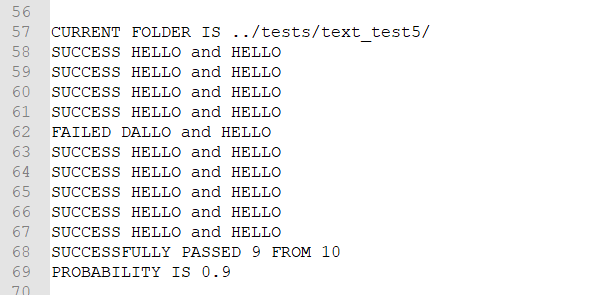 56
57 CURRENT FOLDER IS ../tests/text_test5/
58 SUCCESS HELLO and HELLO
59 SUCCESS HELLO and HELLO
60 SUCCESS HELLO and HELLO
61 SUCCESS HELLO and HELLO
62 FAILED DALLO and HELLO
63 SUCCESS HELLO and HELLO
64 SUCCESS HELLO and HELLO
65 SUCCESS HELLO and HELLO
66 SUCCESS HELLO and HELLO
67 SUCCESS HELLO and HELLO
68 SUCCESSFULLY PASSED 9 FROM 10
69 PROBABILITY IS 0.9
70